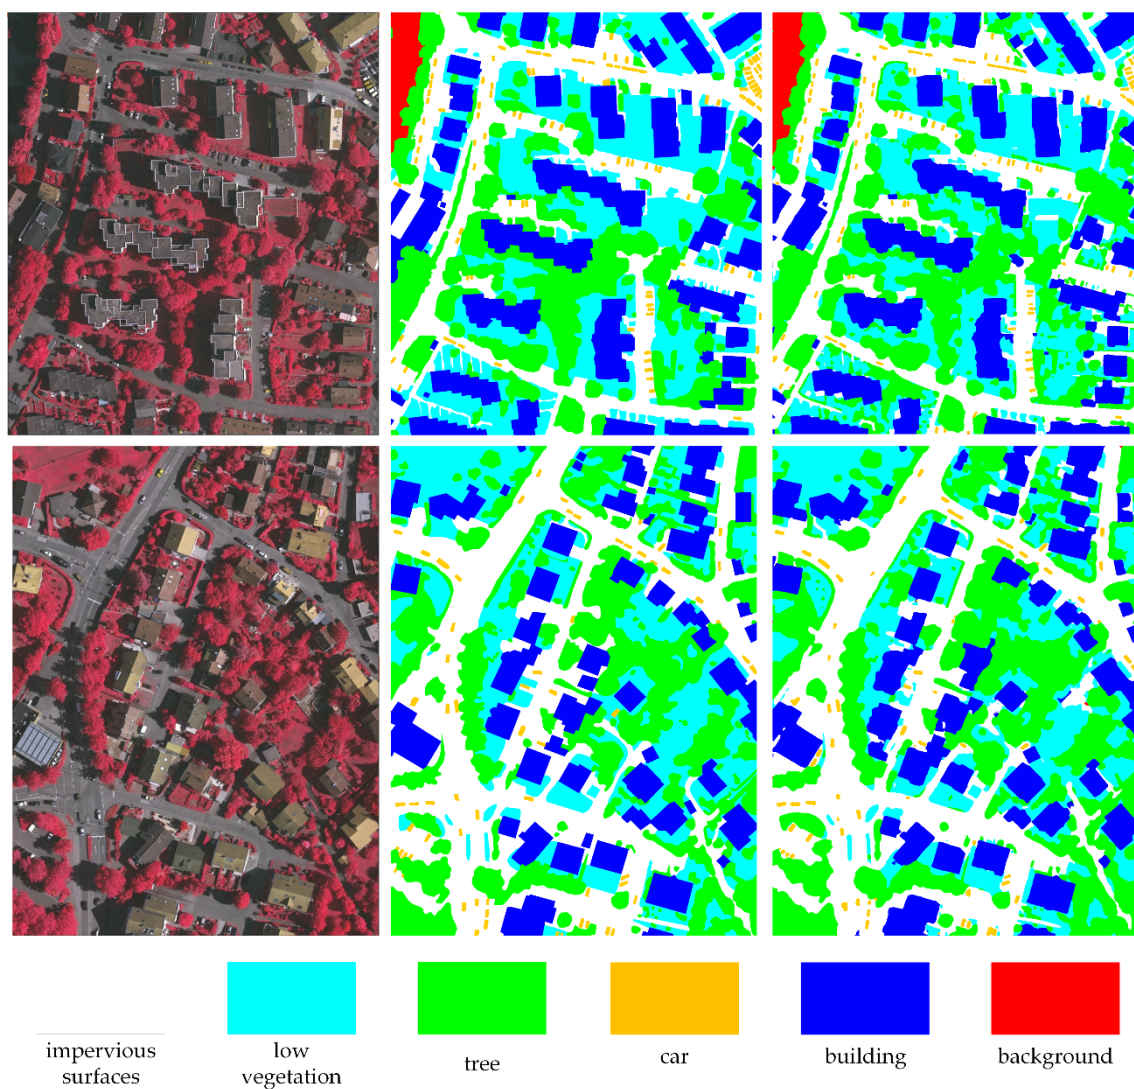 impervious
surfaces
low
vegetation
tree
car
building
background